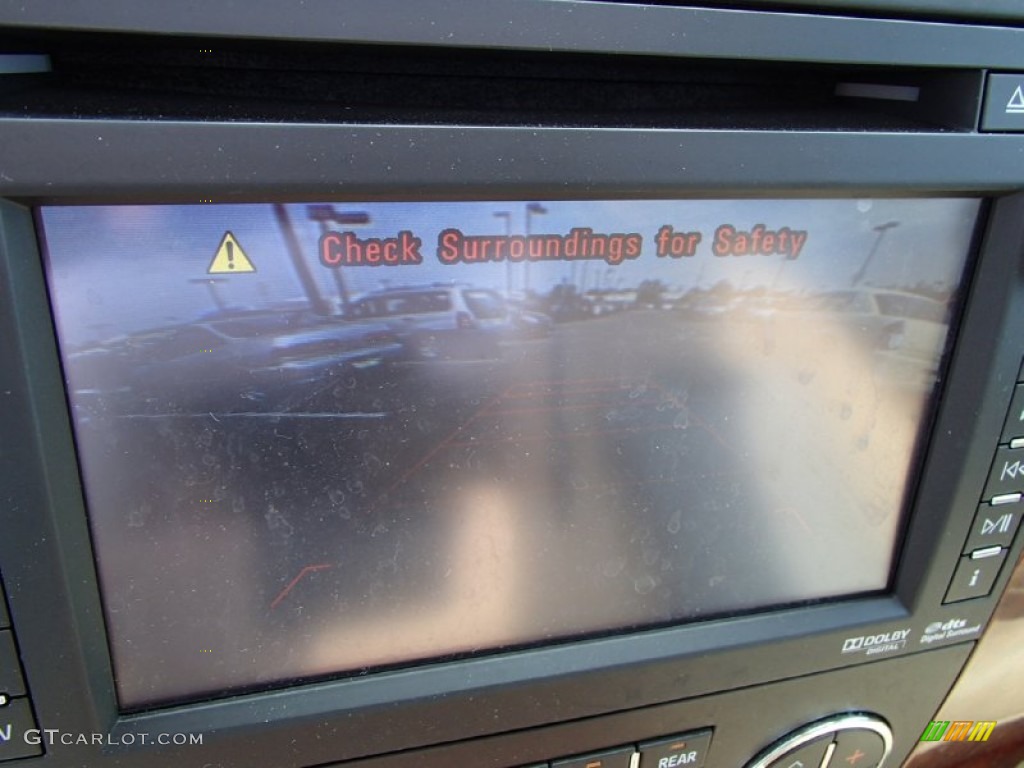 Check Surroundings for Safety
i
DOLBY
DIGITAL
dts
Digital Surround
N
REAR
GTCARLOT.COM